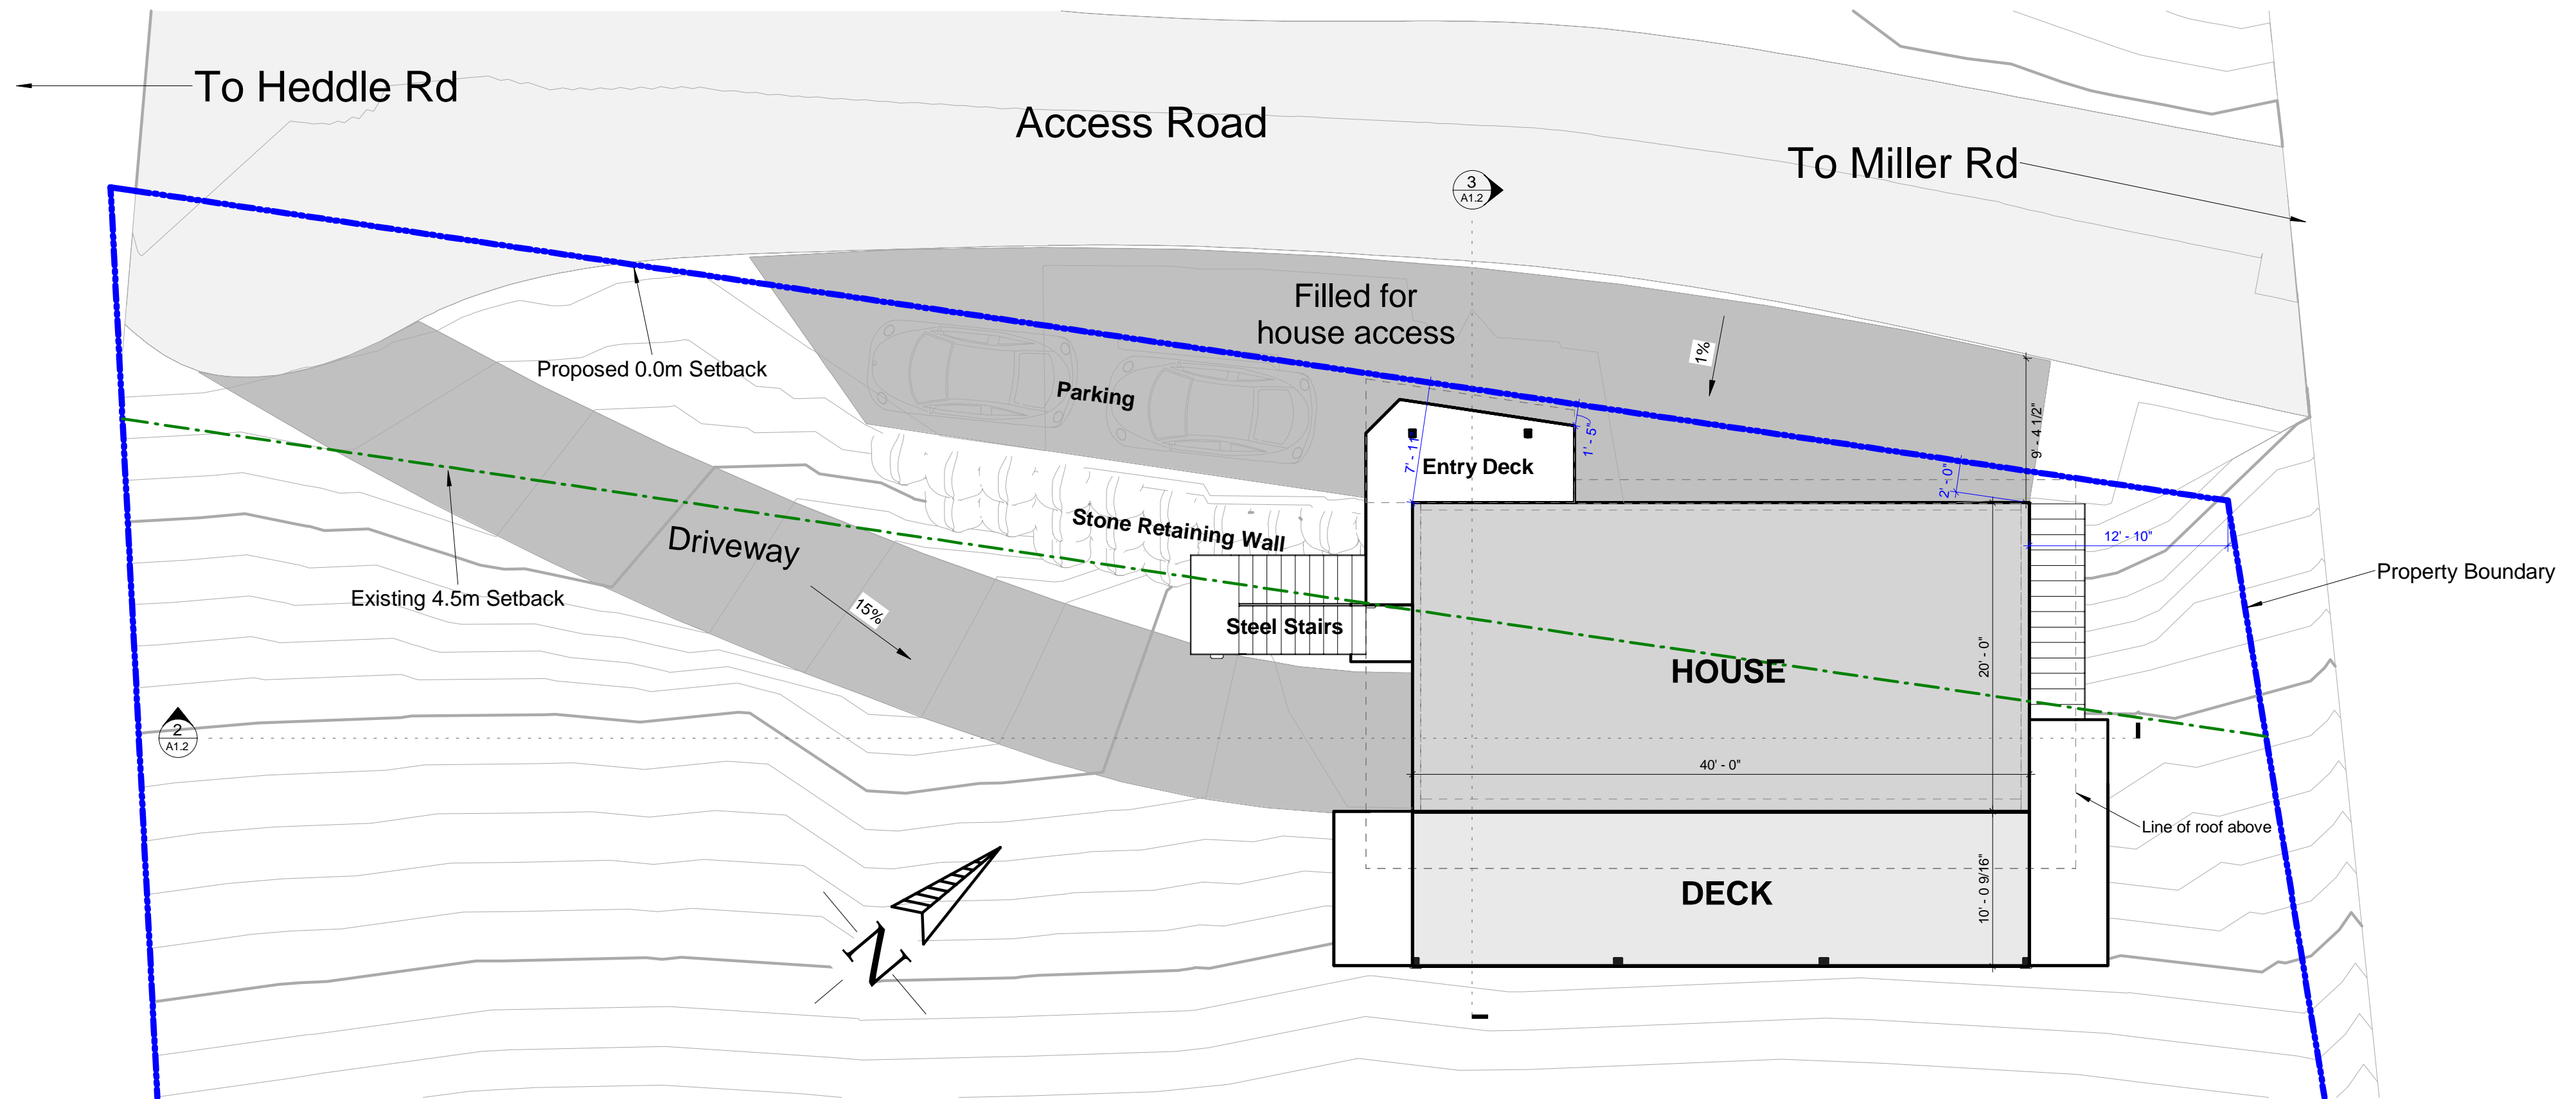 To Heddle Rd
Access Road
To Miller Rd
3
A1.2
Filled for
house access
1%
Proposed 0.0m Setback
Parking
9' - 4 1/2"
1' - 5"
Entry Deck
2' - 0"
Stone Retaining Wall
12' - 10"
Driveway
Property Boundary
Existing 4.5m Setback
15%
Steel Stairs
HOUSE
20' - 0"
2
A1.2
40' - 0"
Line of roof above
DECK
10' - 0 9/16"
N